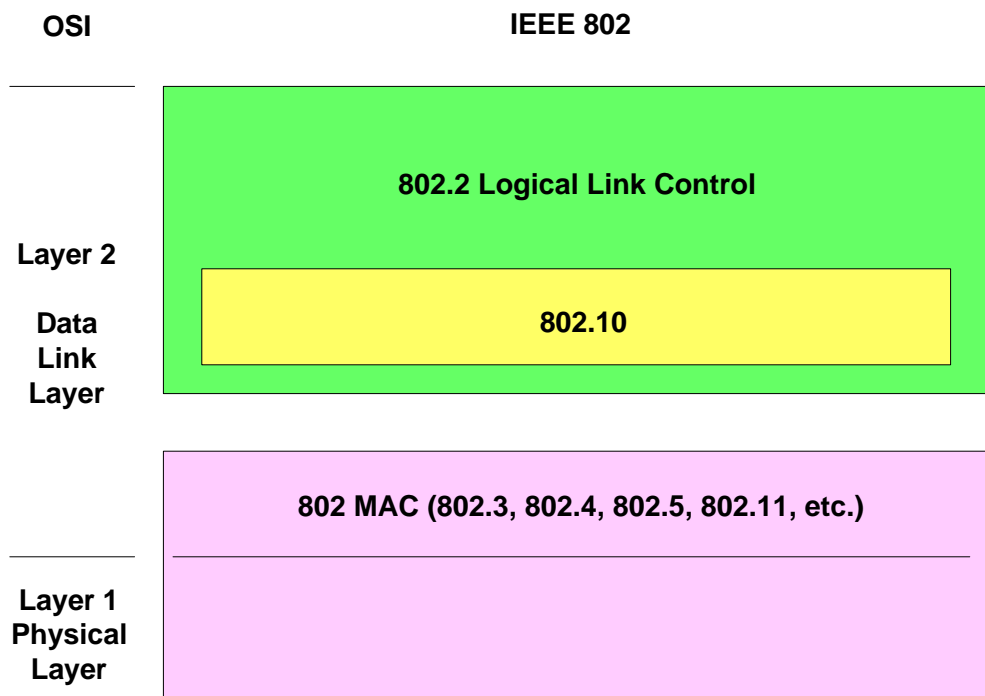 OSI
IEEE 802
802.2 Logical Link Control
Layer 2
802.10
Data
Link
Layer
802 MAC (802.3, 802.4, 802.5, 802.11, etc.)
Layer 1
Physical
Layer